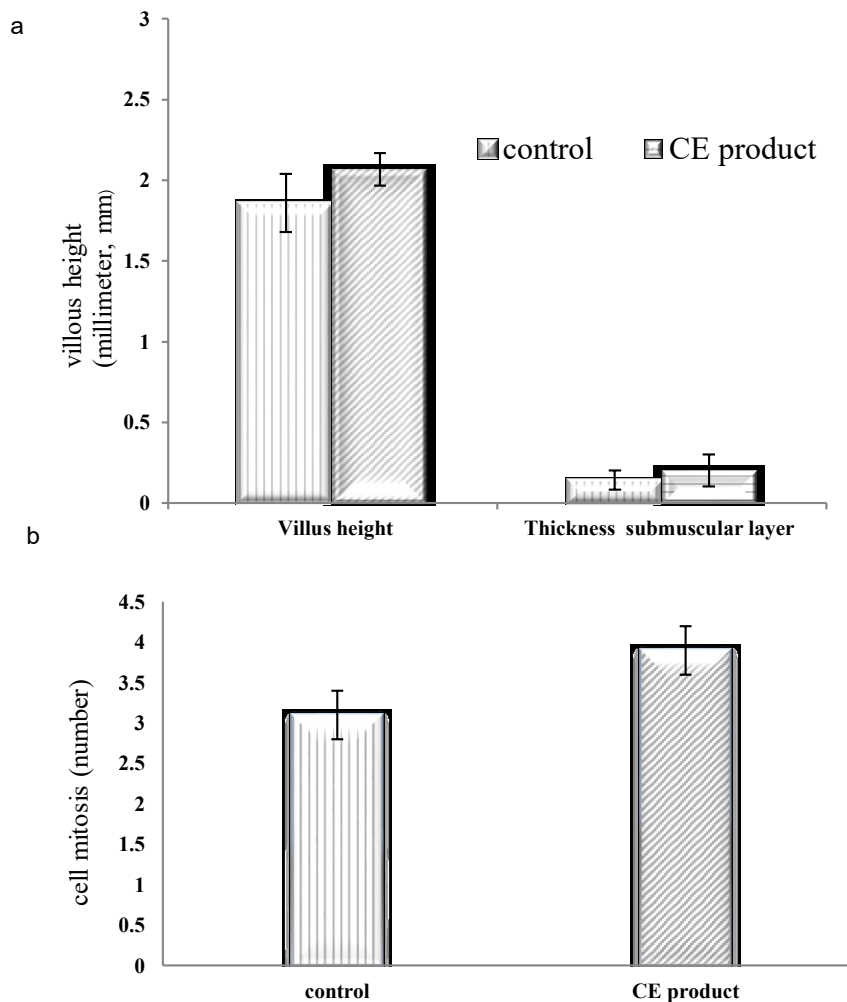 a
3
2.5
2
1.5
1
0.5
0
villous height
(millimeter, mm)
control CE product
Villus height Thickness submuscular layer
b
4.5
4
3.5
3
2.5
2
1.5
1
0.5
0
cell mitosis (number)
control CE product